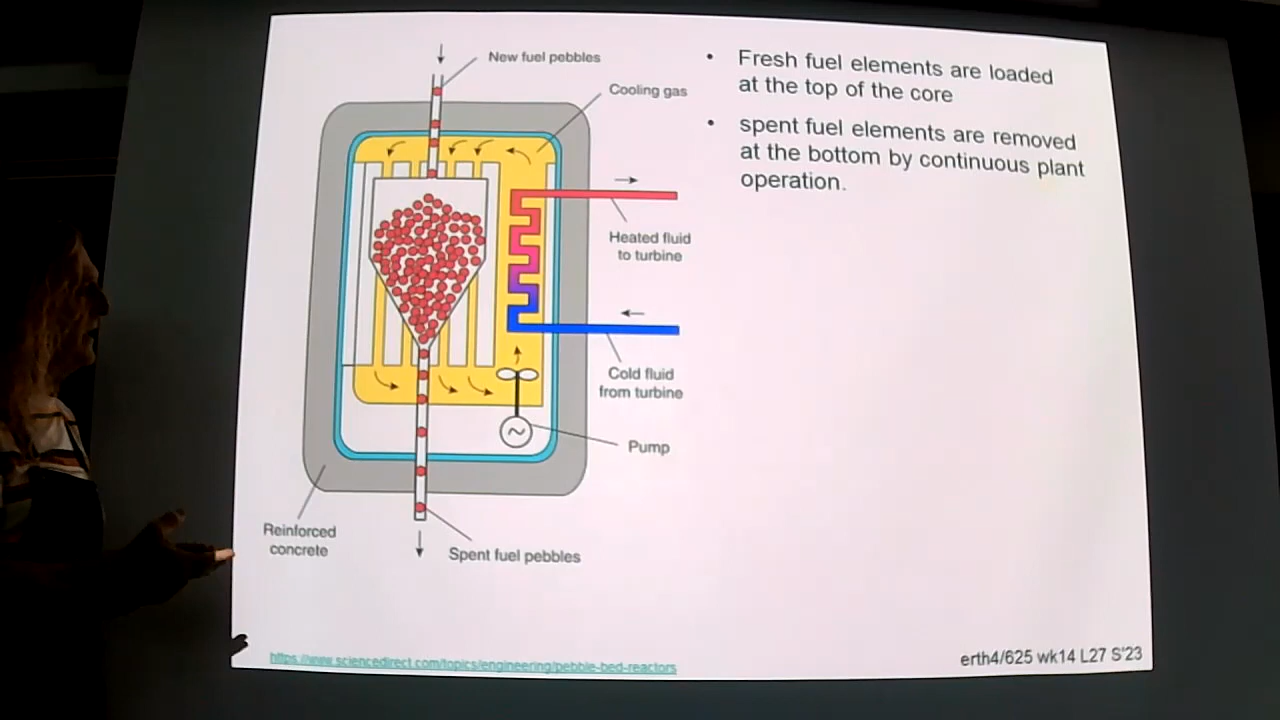 New fuel pebbles
Cooling gas
Heated fluid
to turbine
Cold fluid
from turbine
Pump
Reinforced
concrete
Spent fuel pebbles
• Fresh fuel elements are loaded
at the top of the core
• spent fuel elements are removed
at the bottom by continuous plant
operation.
https://www.sciencedirect.com/topics/engineering/pebble-bed-reactors
erth4/625 wk14 L27 S'23